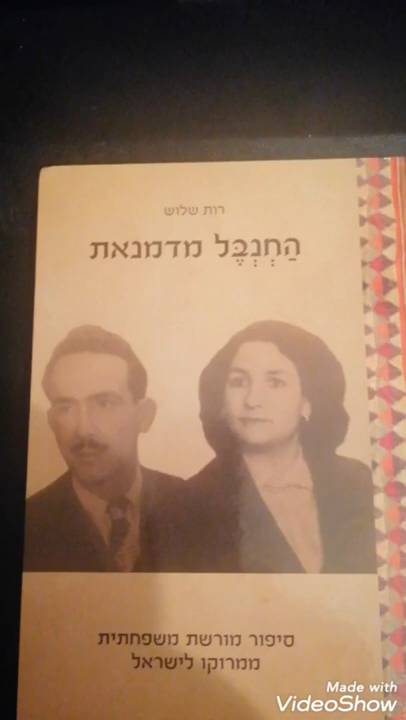 רות שלוש
הַחְנְבֶּל מדמנאת
סיפור מורשת משפחתית
ממרוקו לישראל
Made with
VideoShow